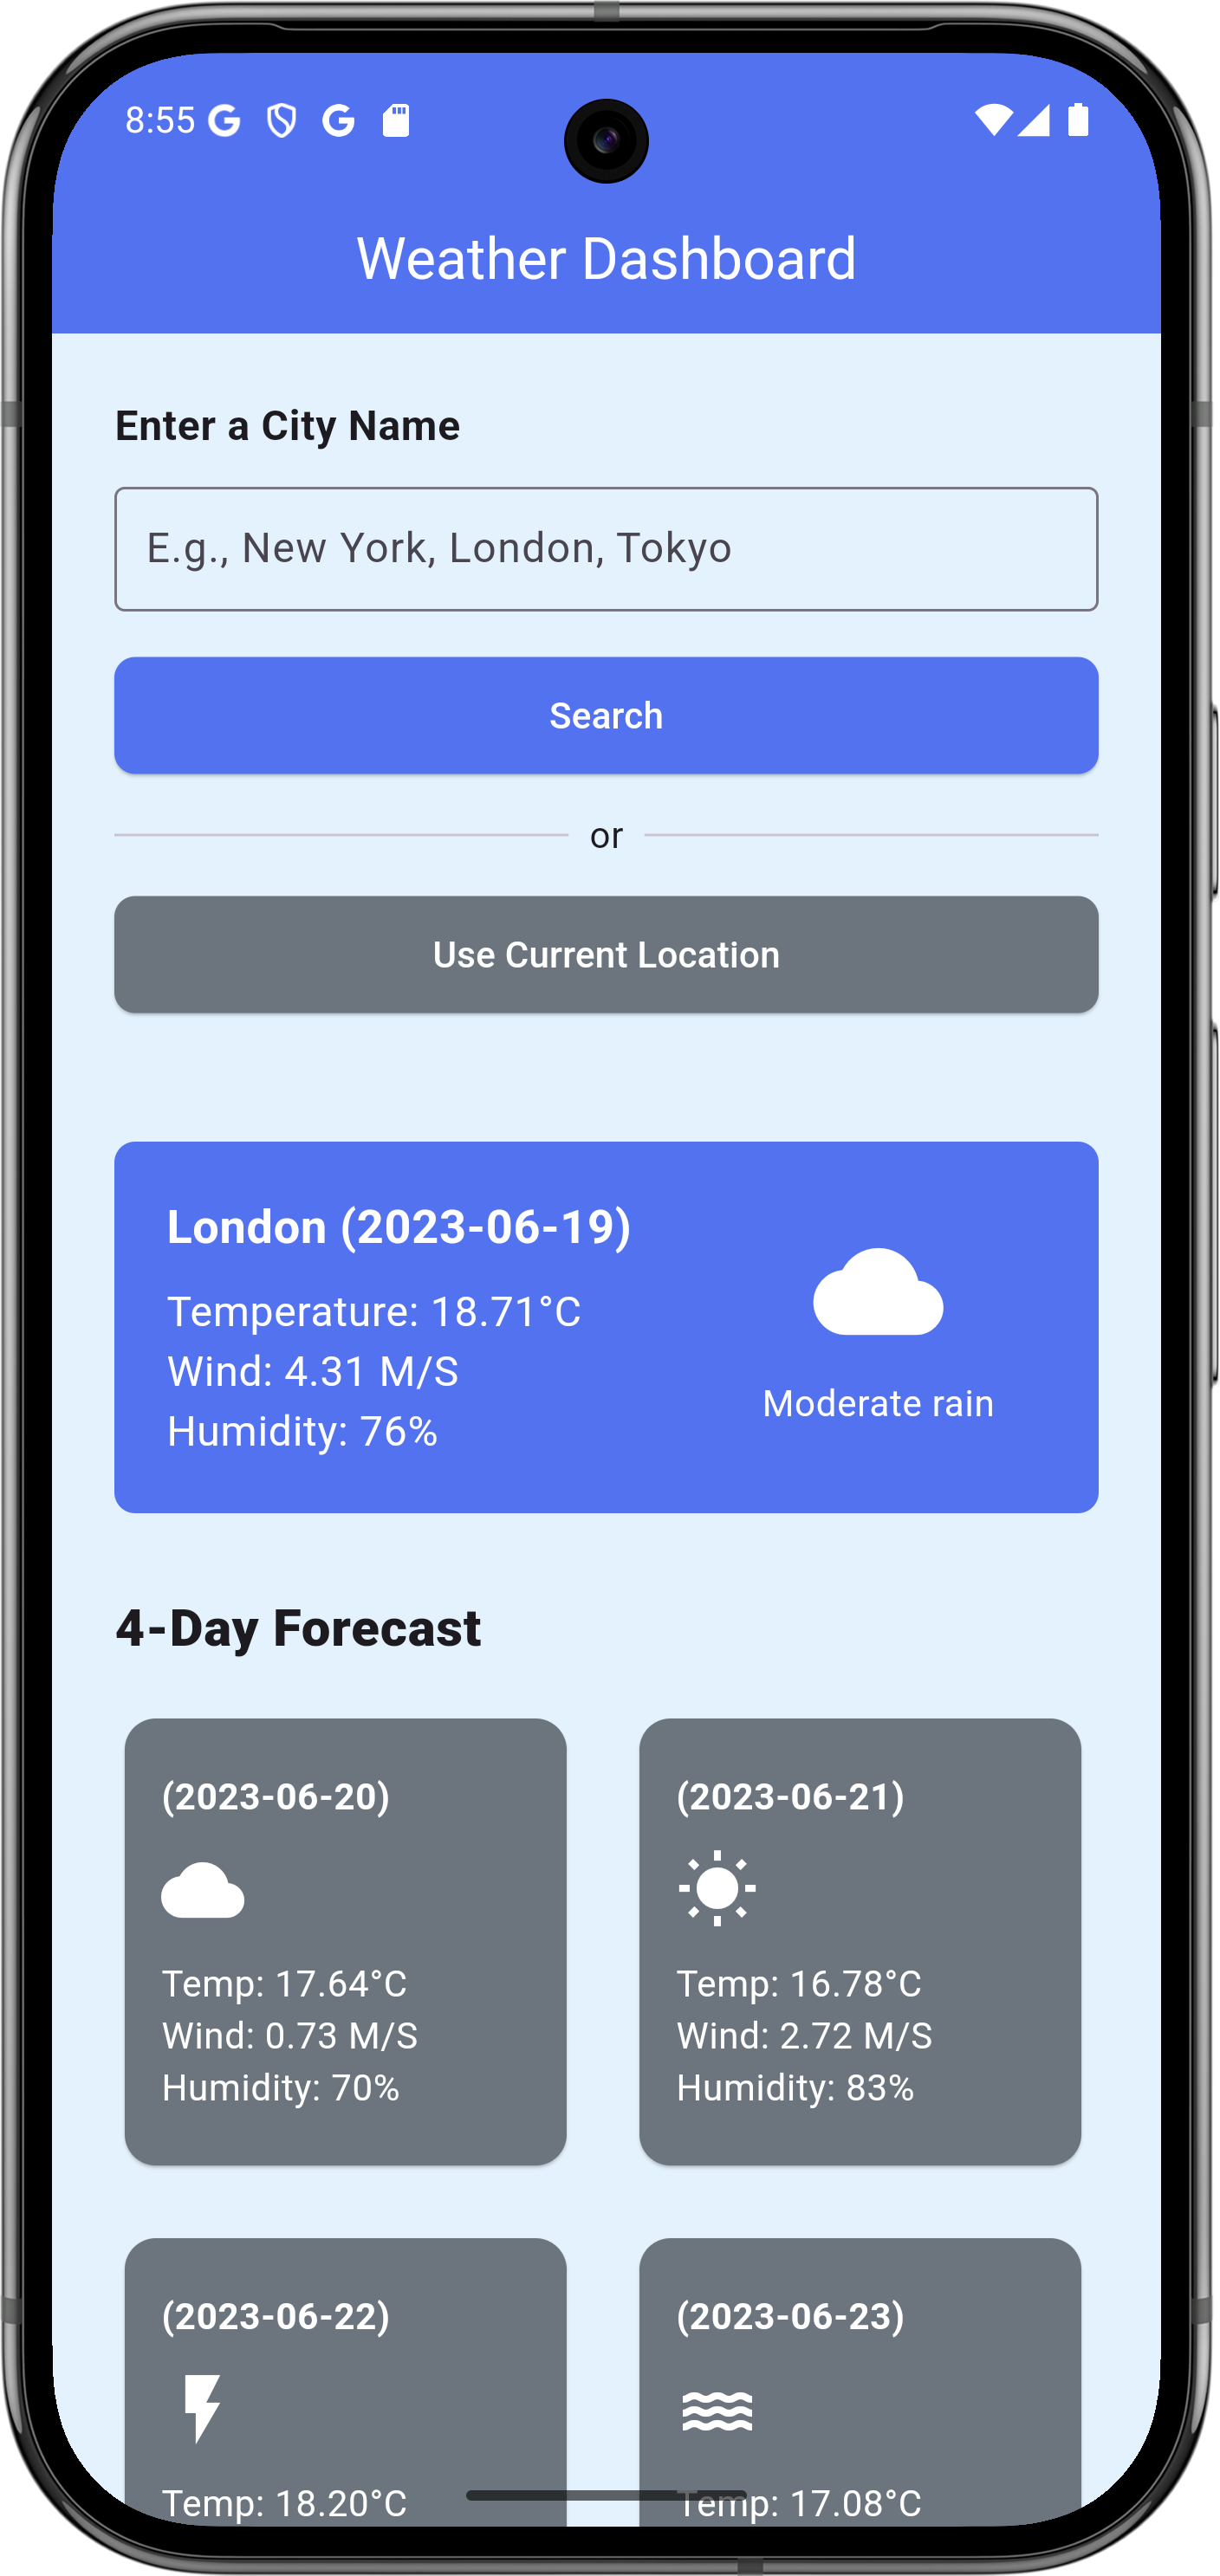 8:55
Weather Dashboard
Enter a City Name
E.g., New York, London, Tokyo
Search
or
Use Current Location
London (2023-06-19)
Temperature: 18.71°C
Wind: 4.31 M/S
Humidity: 76%
Moderate rain
4-Day Forecast
(2023-06-20)
Temp: 17.64°C
Wind: 0.73 M/S
Humidity: 70%
(2023-06-21)
Temp: 16.78°C
Wind: 2.72 M/S
Humidity: 83%
(2023-06-22)
Temp: 18.20°C
(2023-06-23)
Temp: 17.08°C